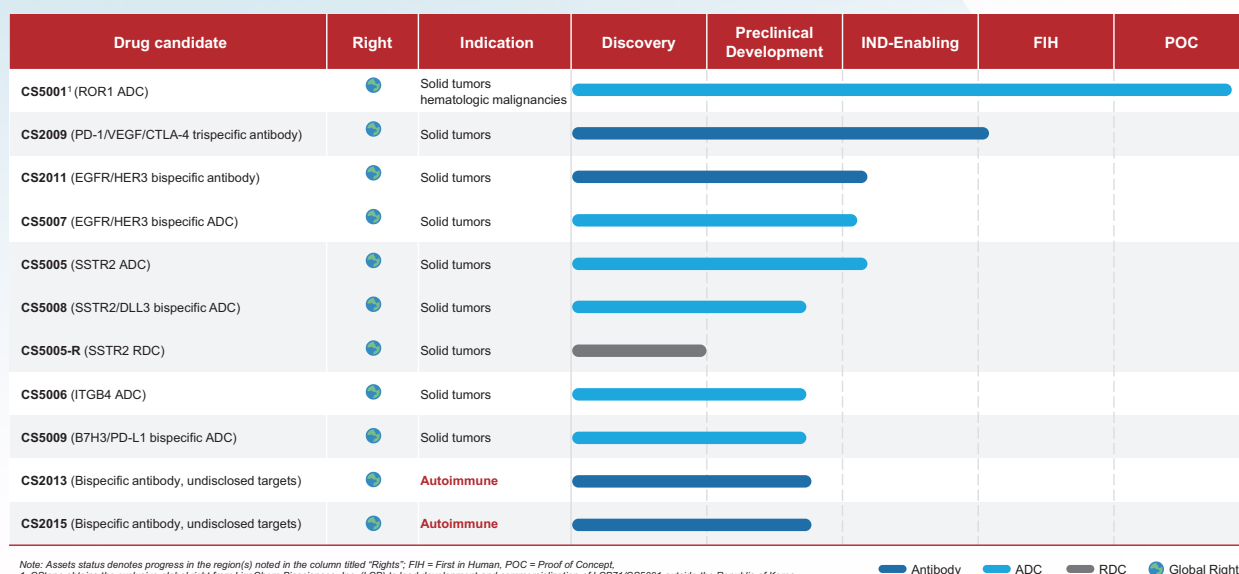 Drug candidate Right Indication Discovery Preclinical Development IND-Enabling FIH POC
CS5001¹ (ROR1 ADC) Solid tumors
hematologic malignancies
CS2009 (PD-1/VEGF/CTLA-4 trispecific antibody) Solid tumors
CS2011 (EGFR/HER3 bispecific antibody) Solid tumors
CS5007 (EGFR/HER3 bispecific ADC) Solid tumors
CS5005 (SSTR2 ADC) Solid tumors
CS5008 (SSTR2/DLL3 bispecific ADC) Solid tumors
CS5005-R (SSTR2 RDC) Solid tumors
CS5006 (ITGB4 ADC) Solid tumors
CS5009 (B7H3/PD-L1 bispecific ADC) Solid tumors
CS2013 (Bispecific antibody, undisclosed targets) Autoimmune
CS2015 (Bispecific antibody, undisclosed targets) Autoimmune
Note: Assets status denotes progress in the region(s) noted in the column titled "Rights"; FIH = First in Human, POC = Proof of Concept,
Antibody ADC RDC Global Right